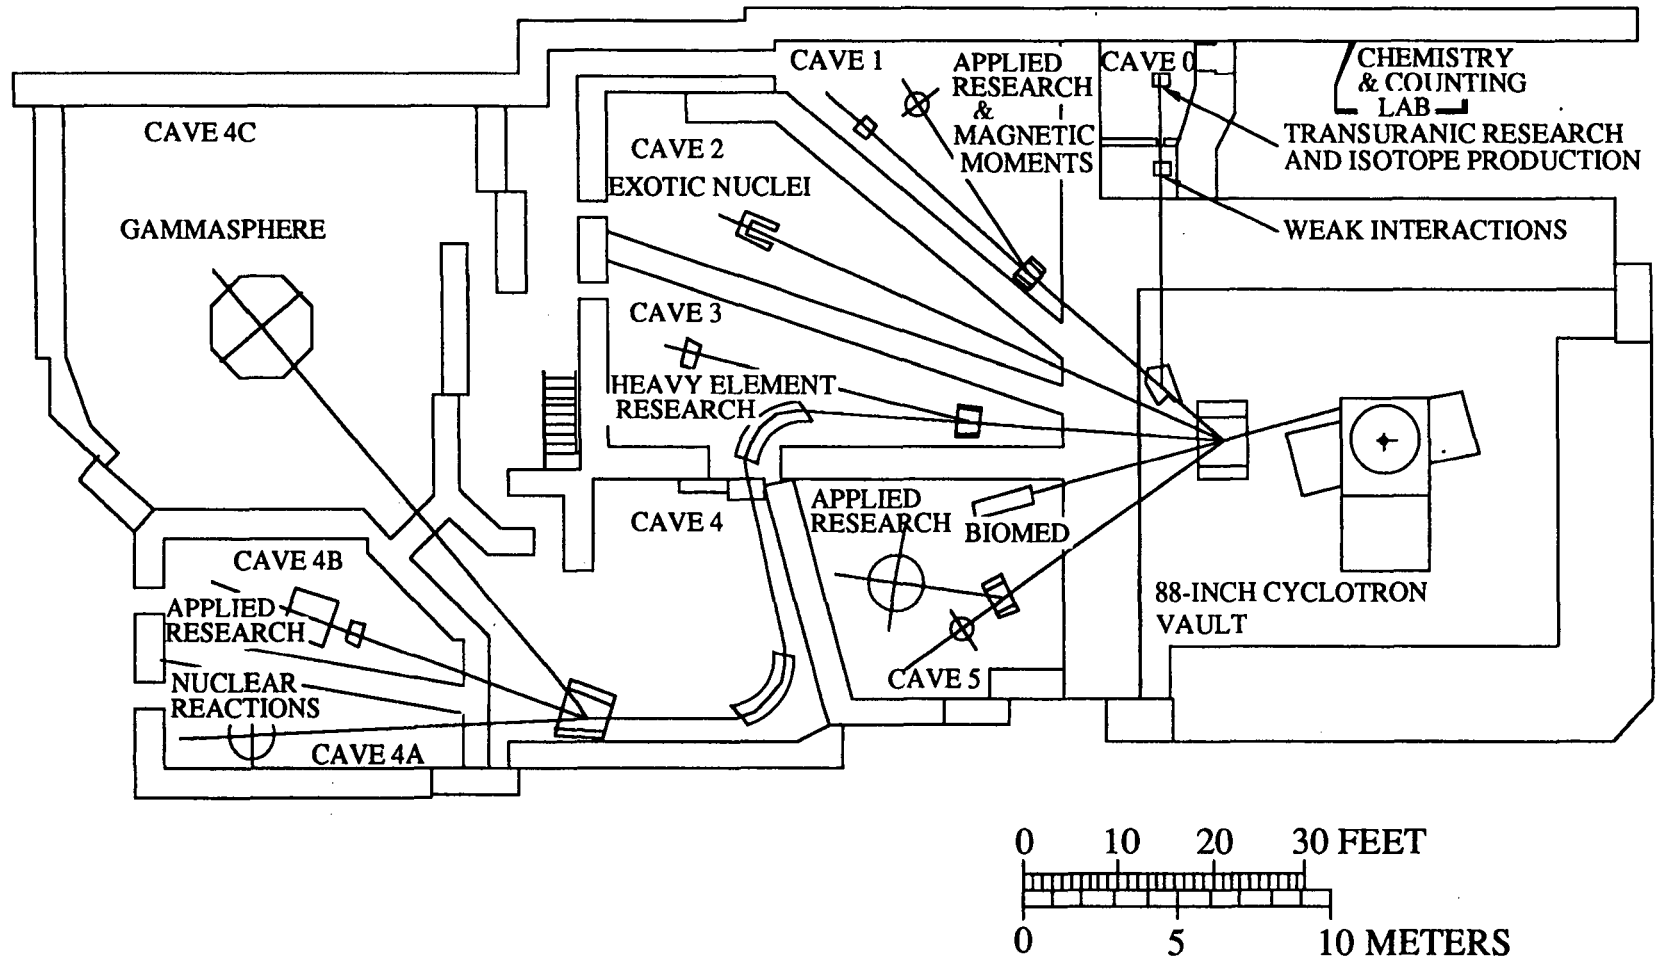 CAVE 1
APPLIED
RESEARCH
&
MAGNETIC
MOMENTS
CAVE 0
CHEMISTRY
& COUNTING
LAB
TRANSURANIC RESEARCH
AND ISOTOPE PRODUCTION
WEAK INTERACTIONS
CAVE 4C
GAMMASPHERE
CAVE 2
EXOTIC NUCLEI
CAVE 3
HEAVY ELEMENT
RESEARCH
CAVE 4
APPLIED
RESEARCH
BIOMED
CAVE 5
88-INCH CYCLOTRON
VAULT
CAVE 4B
APPLIED
RESEARCH
NUCLEAR
REACTIONS
CAVE 4A
0 10 20 30 FEET
0 5 10 METERS